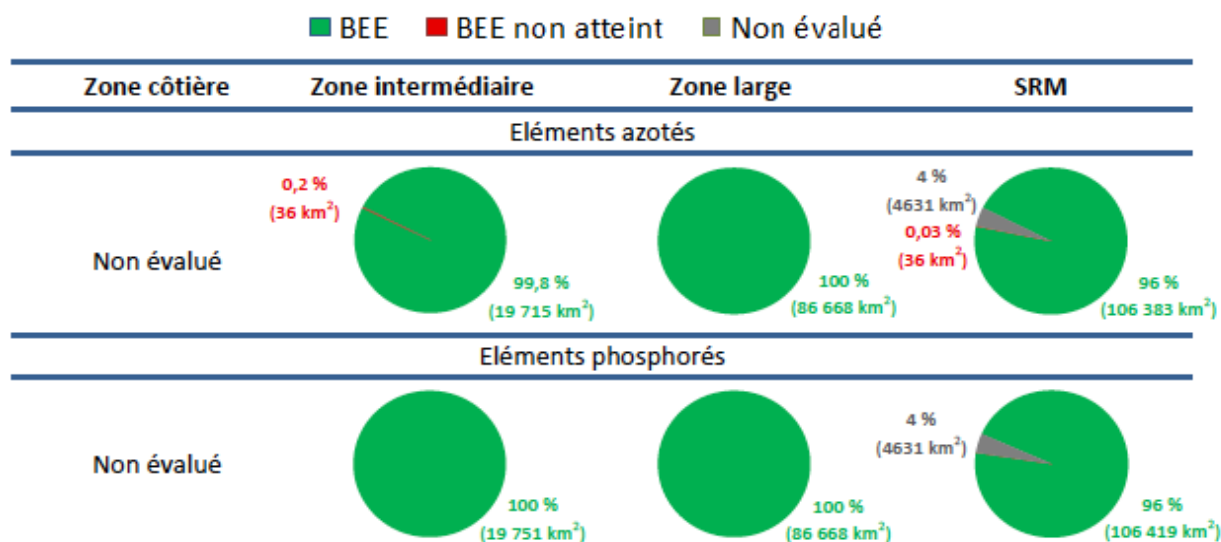 BEE BEE non atteint Non évalué
Zone côtière Zone intermédiaire Zone large SRM
Eléments azotés
Non évalué
0,2 %
(36 km²)
99,8 %
(19 715 km²)
100 %
(86 668 km²)
4 %
(4631 km²)
0,03 %
(36 km²)
96 %
(106 383 km²)
Eléments phosphorés
Non évalué
100 %
(19 751 km²)
100 %
(86 668 km²)
4 %
(4631 km²)
96 %
(106 419 km²)